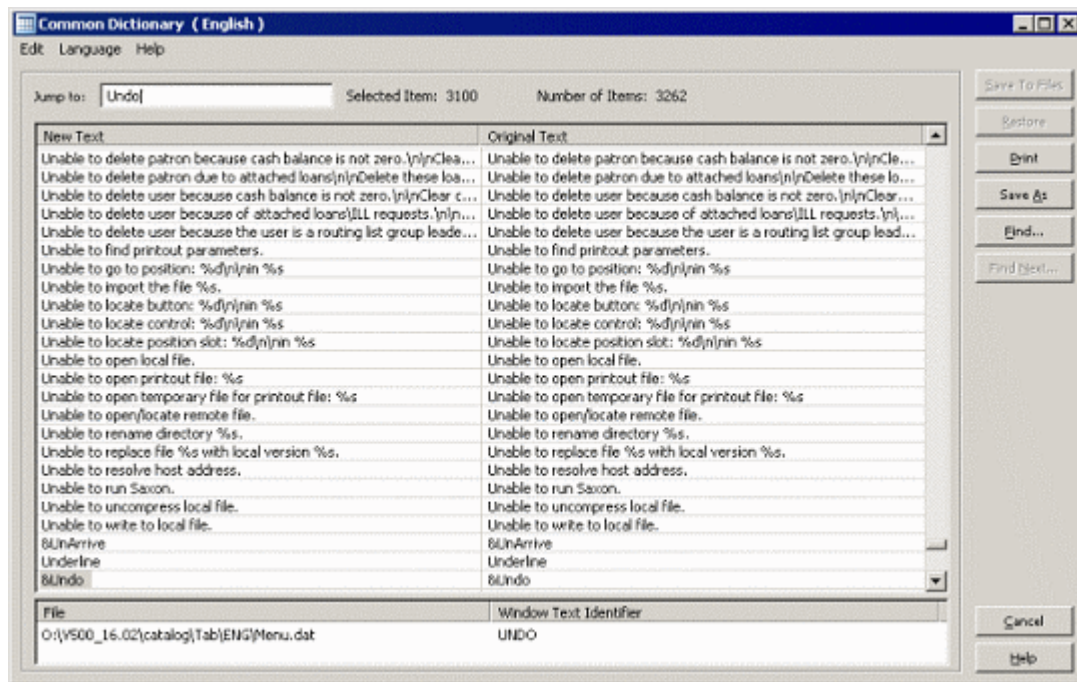 Common Dictionary ( English )
Edit Language Help
Jump to: Undo Selected Item: 3100 Number of Items: 3262
Save To Files
Restore
Print
Save As
Find...
Find Next...
New Text Original Text
Unable to delete patron because cash balance is not zero.\n\nClea... Unable to delete patron because cash balance is not zero.\n\nCle...
Unable to delete patron due to attached loans\n\nDelete these loa... Unable to delete patron due to attached loans\n\nDelete these lo...
Unable to delete user because cash balance is not zero.\n\nClear c... Unable to delete user because cash balance is not zero.\n\nClear...
Unable to delete user because of attached loans\ILL requests.\n\n... Unable to delete user because of attached loans\ILL requests.\n\...
Unable to delete user because the user is a routing list group leade... Unable to delete user because the user is a routing list group lead...
Unable to find printout parameters. Unable to find printout parameters.
Unable to go to position: %d\n\nin %s Unable to go to position: %d\n\nin %s
Unable to import the file %s. Unable to import the file %s.
Unable to locate button: %d\n\nin %s Unable to locate button: %d\n\nin %s
Unable to locate control: %d\n\nin %s Unable to locate control: %d\n\nin %s
Unable to locate position slot: %d\n\nin %s Unable to locate position slot: %d\n\nin %s
Unable to open local file. Unable to open local file.
Unable to open printout file: %s Unable to open printout file: %s
Unable to open temporary file for printout file: %s Unable to open temporary file for printout file: %s
Unable to open/locate remote file. Unable to open/locate remote file.
Unable to rename directory %s. Unable to rename directory %s.
Unable to replace file %s with local version %s. Unable to replace file %s with local version %s.
Unable to resolve host address. Unable to resolve host address.
Unable to run Saxon. Unable to run Saxon.
Unable to uncompress local file. Unable to uncompress local file.
Unable to write to local file. Unable to write to local file.
&UnArrive &UnArrive
Underline Underline
&Undo &Undo
File Window Text Identifier
O:\V500_16.02\catalog\Tab\ENG\Menu.dat UNDO
Cancel
Help